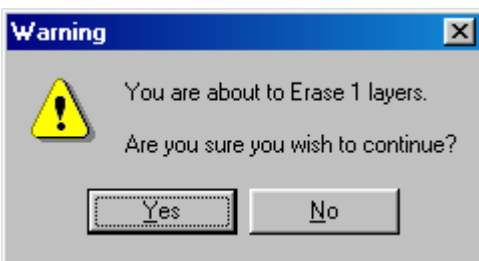 Warning
You are about to Erase 1 layers.
Are you sure you wish to continue?
Yes
No